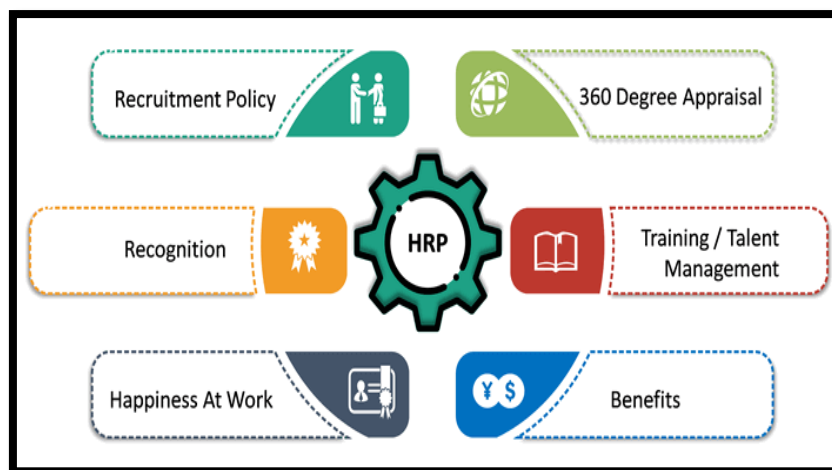 Recruitment Policy
360 Degree Appraisal
Recognition
HRP
Training / Talent
Management
Happiness At Work
¥ $
Benefits